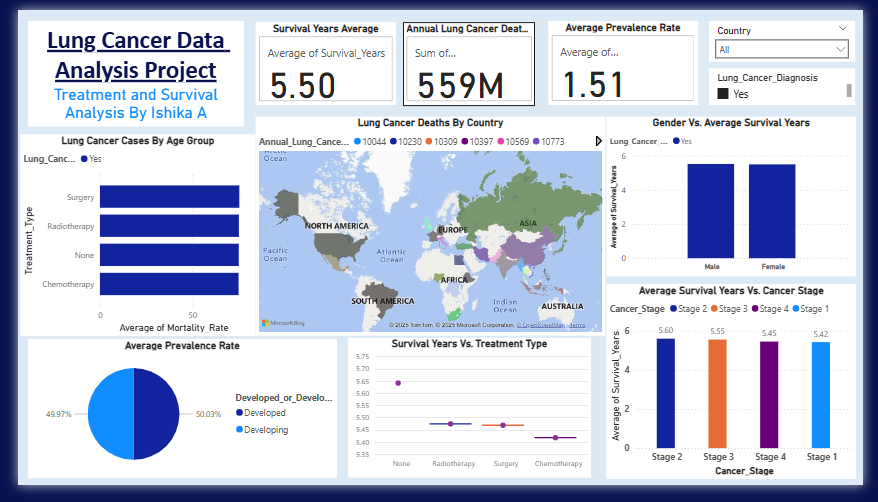 Lung Cancer Data
Analysis Project
Treatment and Survival
Analysis By Ishika A
Survival Years Average
Average of Survival_Years
5.50
Annual Lung Cancer Deat...
Sum of...
559M
Average Prevalence Rate
Average of...
1.51
Country
All
Lung_Cancer_Diagnosis
Yes
Lung Cancer Cases By Age Group
Lung_Canc... Yes
Treatment_Type
Surgery
Radiotherapy
None
Chemotherapy
0 50
Average of Mortality_Rate
Lung Cancer Deaths By Country
Annual_Lung_Cance... 10044 10230 10309 10397 10569 10773
Arctic
Ocean
NORTH AMERICA
EUROPE
ASIA
Pacific
Ocean
Atlantic
Ocean
AFRICA
SOUTH AMERICA
Indian
Ocean
AUSTRALIA
Microsoft Bing
© 2025 TomTom, © 2025 Microsoft Corporation, © OpenStreetMap
Gender Vs. Average Survival Years
Lung_Cancer_... Yes
Average of Survival_Years
6
4
2
0
Male Female
Average Survival Years Vs. Cancer Stage
Cancer_Stage Stage 2 Stage 3 Stage 4 Stage 1
Average of Survival_Years
6
4
2
0
5.60 5.55 5.45 5.42
Stage 2 Stage 3 Stage 4 Stage 1
Cancer_Stage
Average Prevalence Rate
49.97%
50.03%
Developed_or_Develo...
Developed
Developing
Survival Years Vs. Treatment Type
5.75
5.70
5.65
5.60
5.55
5.50
5.45
5.40
5.35
None Radiotherapy Surgery Chemotherapy